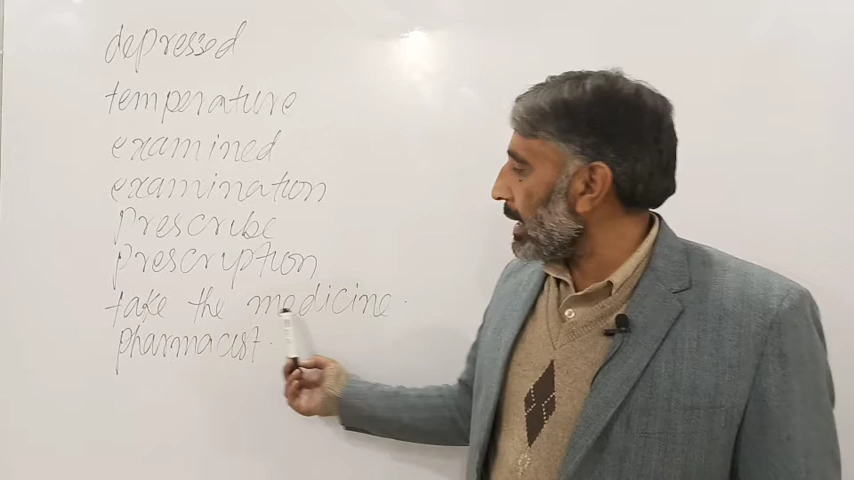 depressed
temperature
examined
examination
prescribe
prescription
take the medicine.
pharmacist.